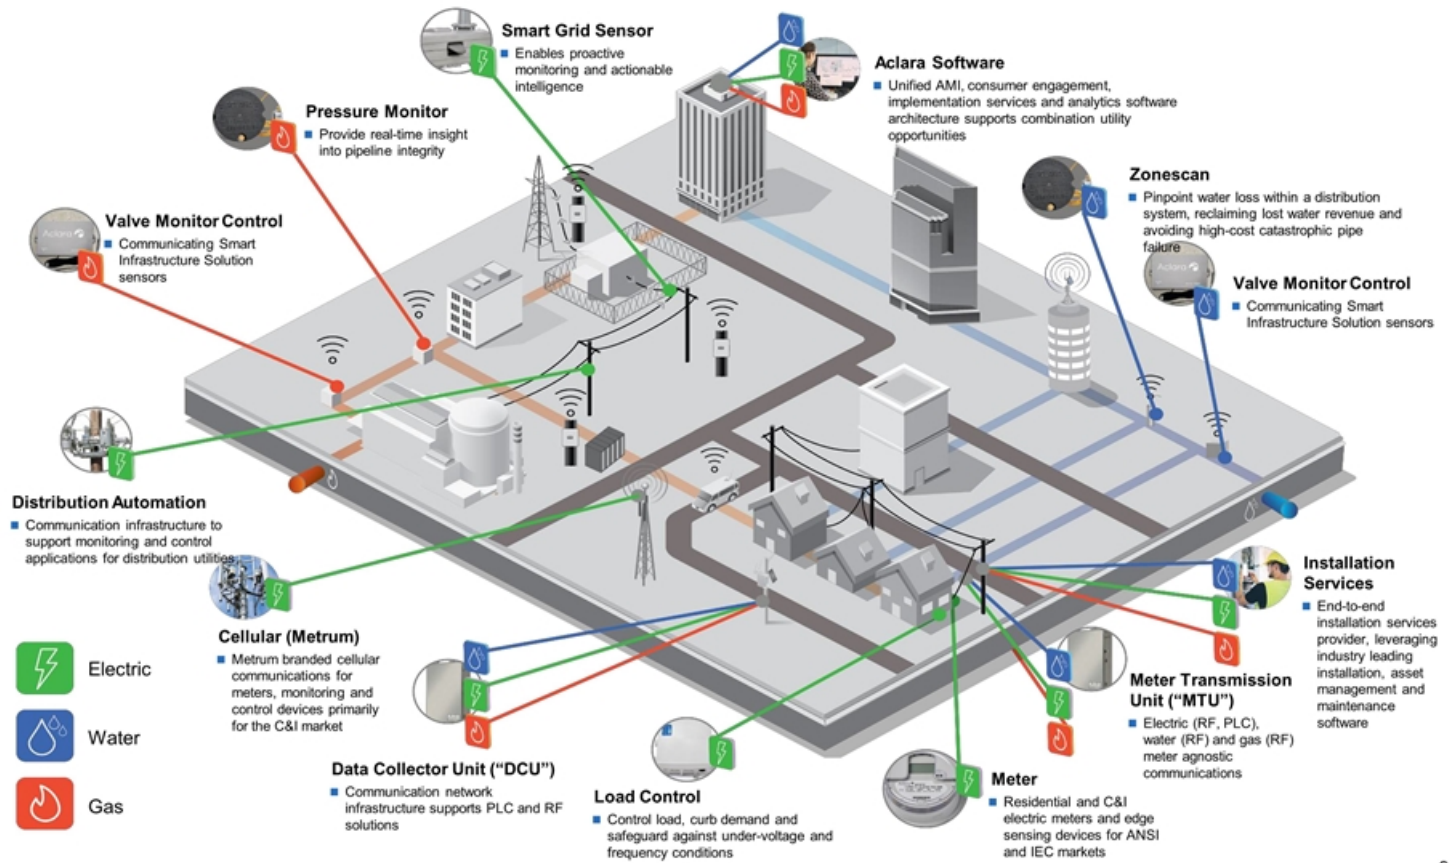 Smart Grid Sensor
Enables proactive
monitoring and actionable
intelligence
Aclara Software
Unified AMI, consumer engagement,
implementation services and analytics software
architecture supports combination utility
opportunities
Pressure Monitor
Provide real-time insight
into pipeline integrity
Zonescan
Pinpoint water loss within a distribution
system, reclaiming lost water revenue and
avoiding high-cost catastrophic pipe
failure
Valve Monitor Control
Communicating Smart
Infrastructure Solution
sensors
Aclara
Aclara
Valve Monitor Control
Communicating Smart
Infrastructure Solution sensors
Distribution Automation
Communication infrastructure to
support monitoring and control
applications for distribution utilities
Cellular (Metrum)
Metrum branded cellular
communications for
meters, monitoring and
control devices primarily
for the C&I market
Installation
Services
End-to-end
installation services
provider, leveraging
industry leading
installation, asset
management and
maintenance
software
Electric
Water
Gas
Data Collector Unit (“DCU”)
Communication network
infrastructure supports PLC and RF
solutions
Load Control
Control load, curb demand and
safeguard against under-voltage and
frequency conditions
Meter
Residential and C&I
electric meters and edge
sensing devices for ANSI
and IEC markets
Meter Transmission
Unit (“MTU”)
Electric (RF, PLC),
water (RF) and gas (RF)
meter agnostic
communications